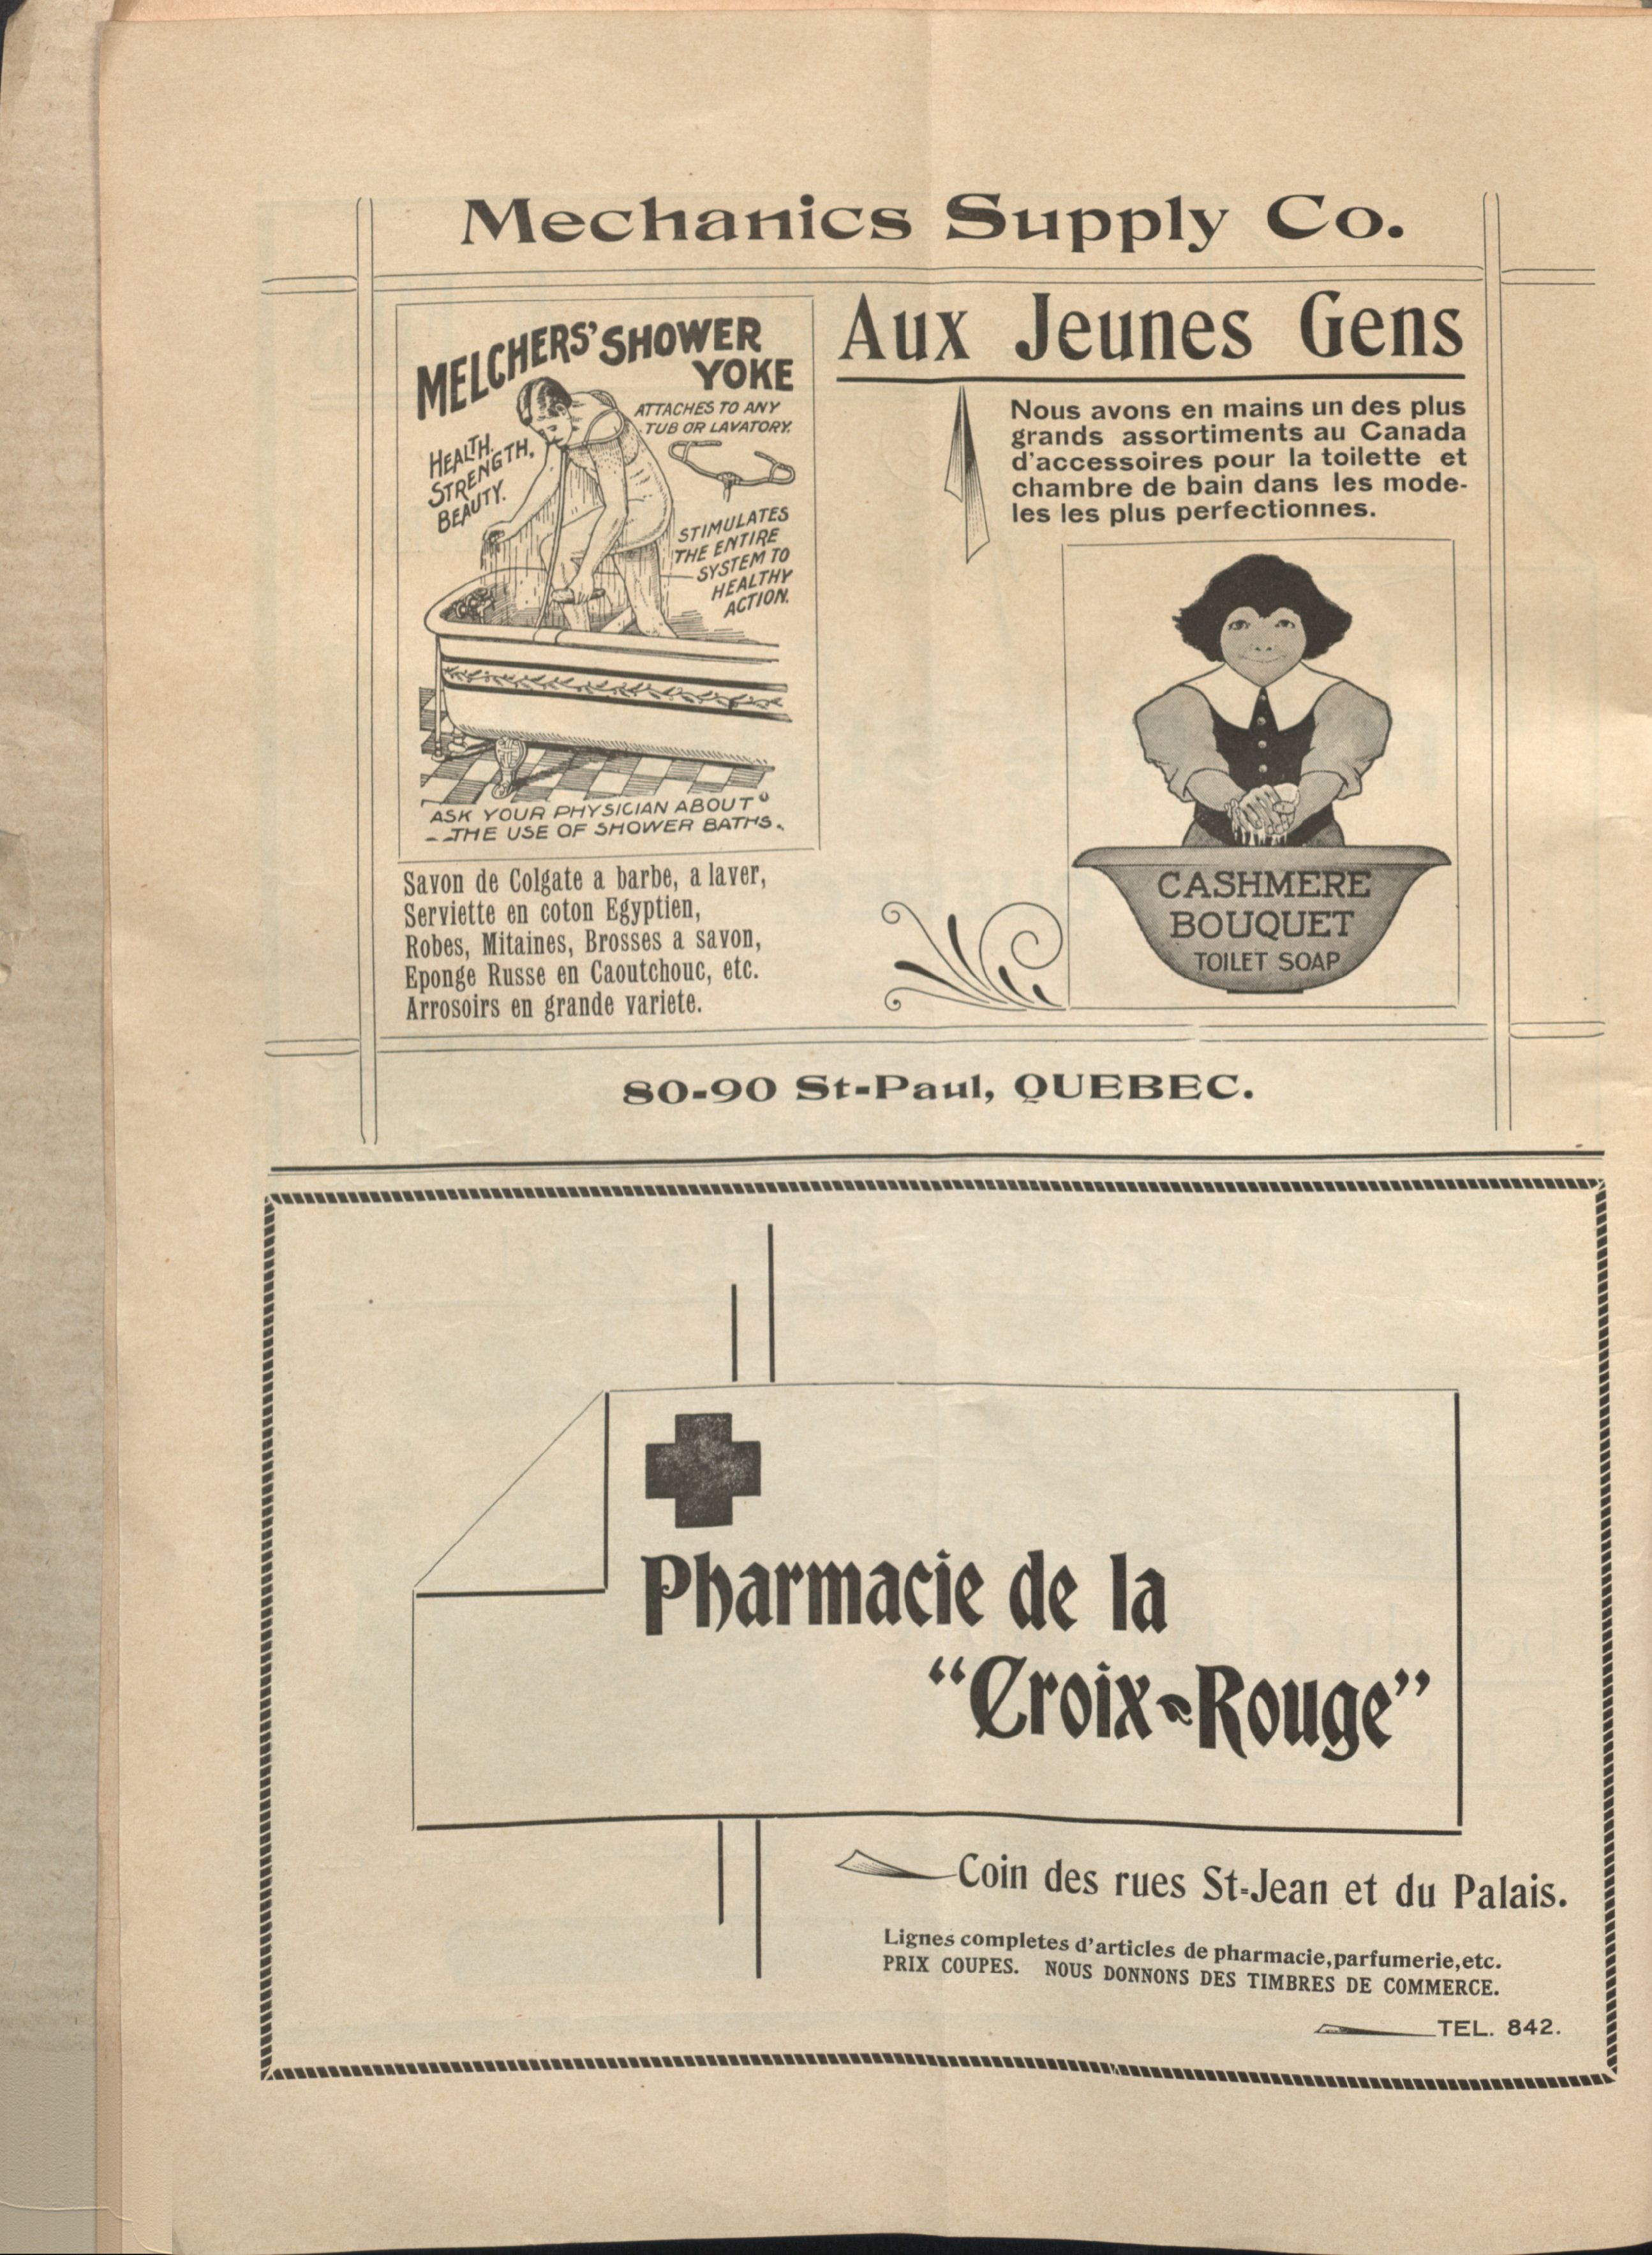 Mechanics Supply Co.
MELCHERS' SHOWER
YOKE
ATTACHES TO ANY
TUB OR LAVATORY.
HEALTH.
STRENGTH,
BEAUTY.
STIMULATES
THE ENTIRE
SYSTEM TO
HEALTHY
ACTION.
ASK YOUR PHYSICIAN ABOUT
THE USE OF SHOWER BATHS.
Savon de Colgate a barbe, a laver,
Serviette en coton Egyptien,
Robes, Mitaines, Brosses a savon,
Eponge Russe en Caoutchouc, etc.
Arrosoirs en grande variete.
Aux Jeunes Gens
Nous avons en mains un des plus
grands assortiments au Canada
d'accessoires pour la toilette et
chambre de bain dans les mode-
les les plus perfectionnes.
CASHMERE
BOUQUET
TOILET SOAP
80-90 St-Paul, QUEBEC.
Pharmacie de la
“Croix-Rouge”
Coin des rues St-Jean et du Palais.
Lignes completes d'articles de pharmacie,parfumerie,etc.
PRIX COUPES. NOUS DONNONS DES TIMBRES DE COMMERCE.
TEL. 842.